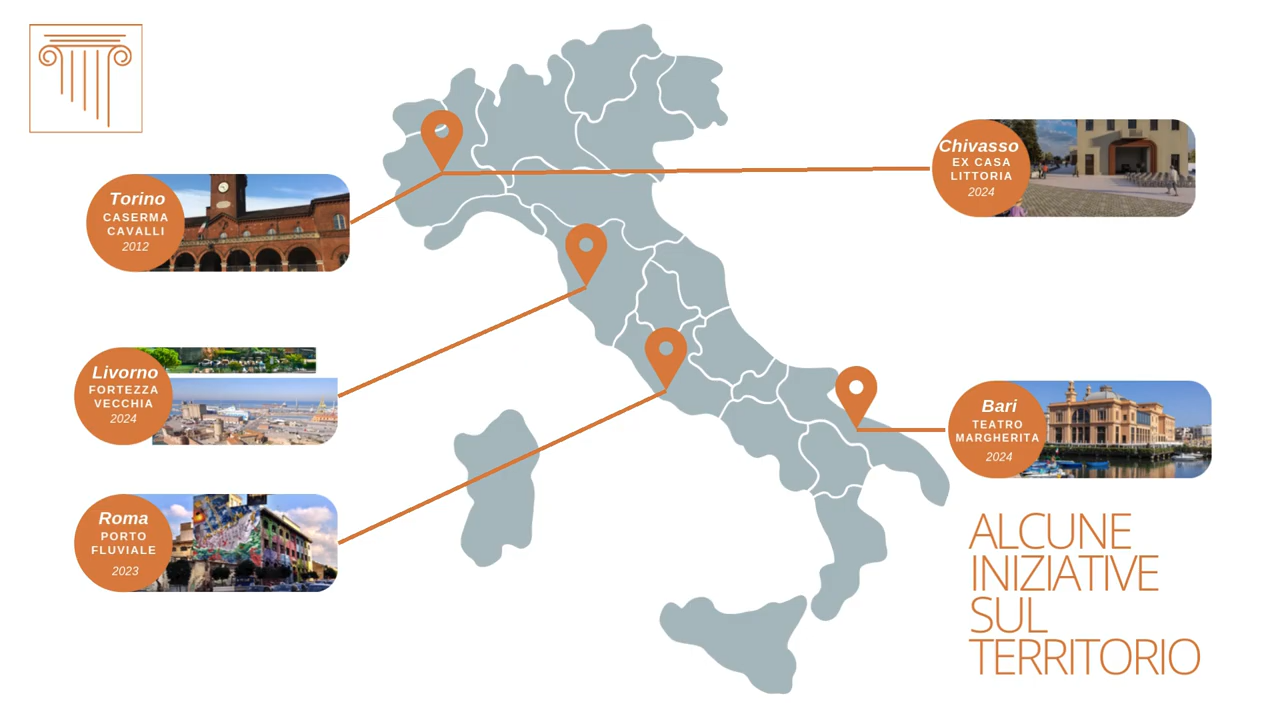 Torino
CASERMA
CAVALLI
2012
Chivasso
EX CASA
LITTORIA
2024
Livorno
FORTEZZA
VECCHIA
2024
Bari
TEATRO
MARGHERITA
2024
Roma
PORTO
FLUVIALE
2023
ALCUNE
INIZIATIVE
SUL
TERRITORIO